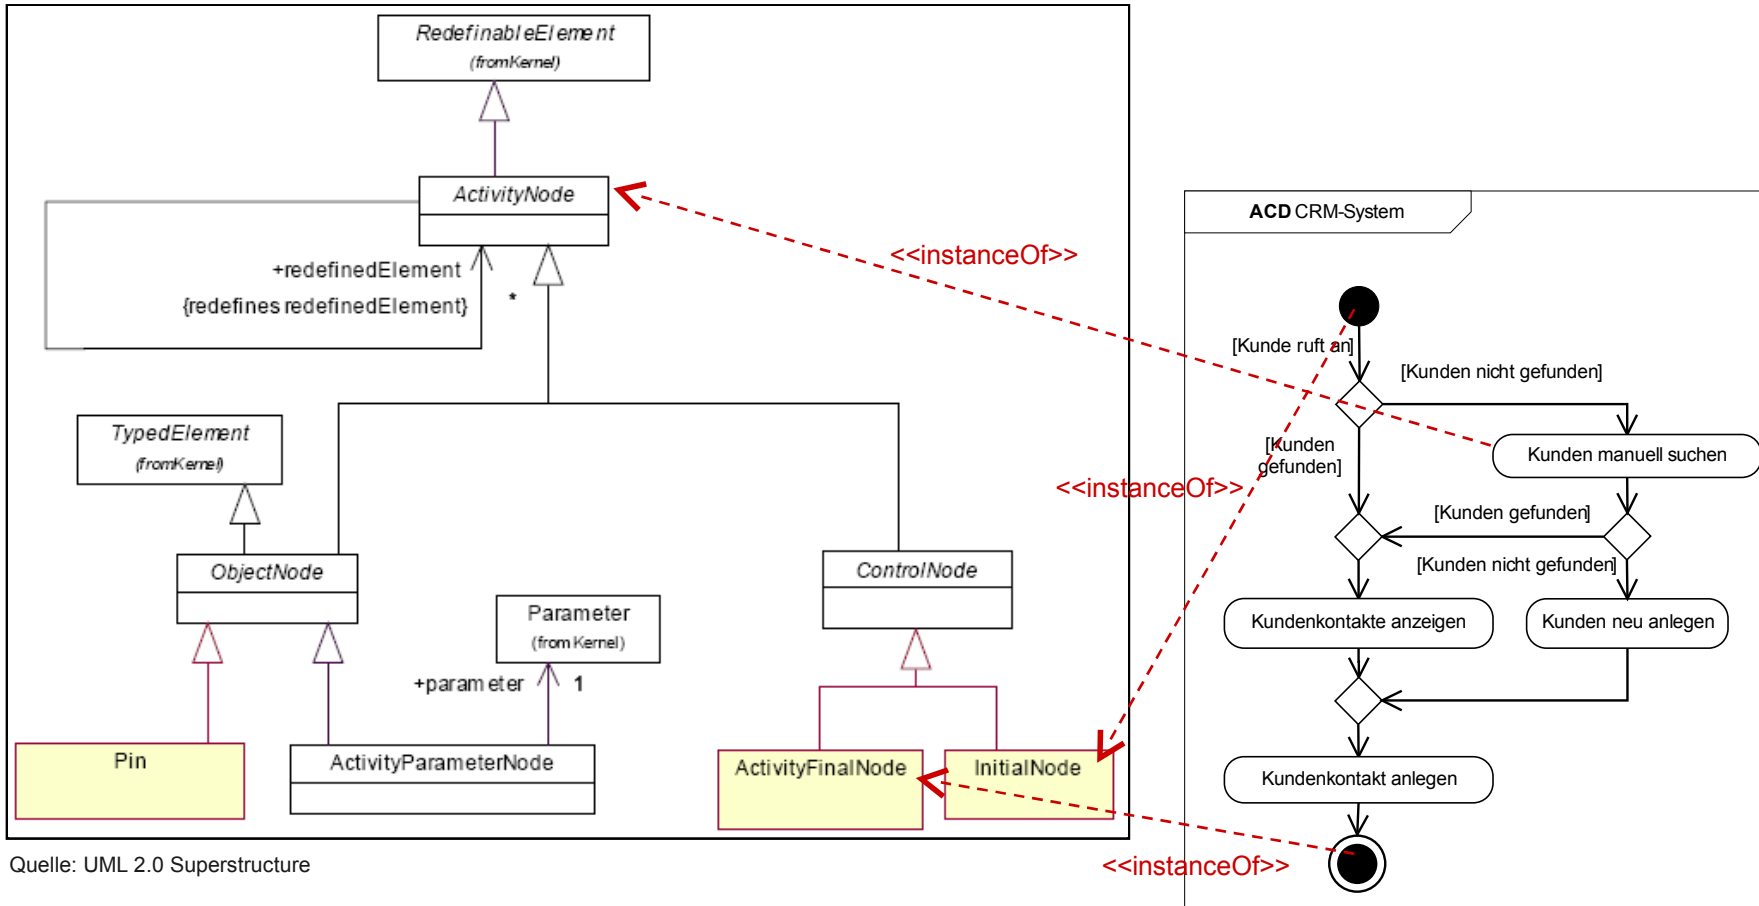 RedefinableElement
(fromKernel)
ActivityNode
+redefinedElement
{redefines redefinedElement}
*
TypedElement
(fromKernel)
ObjectNode
ControlNode
Parameter
(from Kernel)
+parameter
1
Pin
ActivityParameterNode
ActivityFinalNode
InitialNode
Quelle: UML 2.0 Superstructure
<<instanceOf>>
<<instanceOf>>
<<instanceOf>>
ACD CRM-System
[Kunde ruft an]
[Kunden nicht gefunden]
[Kunden
gefunden]
Kunden manuell suchen
[Kunden gefunden]
[Kunden nicht gefunden]
Kundenkontakte anzeigen
Kunden neu anlegen
Kundenkontakt anlegen